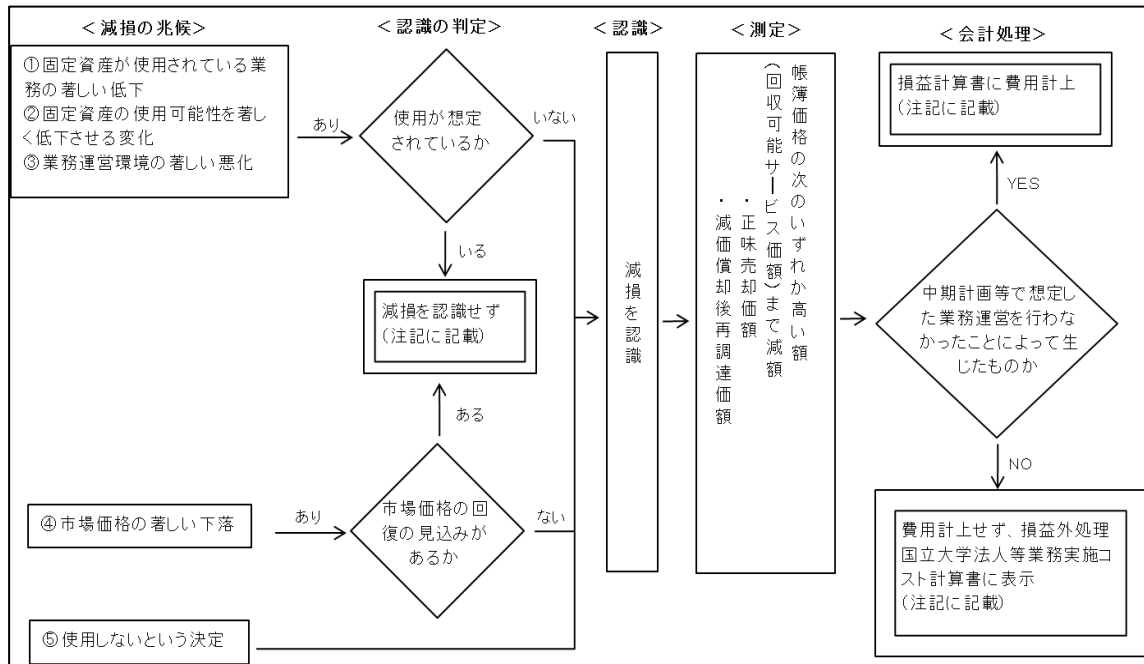 ＜減損の兆候＞
＜認識の判定＞
＜認識＞
＜測定＞
＜会計処理＞
①固定資産が使用されている業
務の著しい低下
②固定資産の使用可能性を著し
く低下させる変化
③業務運営環境の著しい悪化
あり
使用が想定
されているか
いない
いる
減損を認識せず
(注記に記載)
ある
④市場価格の著しい下落
あり
市場価格の回
復の見込みが
あるか
ない
⑤使用しないという決定
減損を認識
帳簿価格の次のいずれか高い額
(回収可能サービス価額)まで減額
・正味売却価額
・減価償却後再調達価額
損益計算書に費用計上
(注記に記載)
YES
中期計画等で想定し
た業務運営を行わな
かったことによって生
じたものか
NO
費用計上せず、損益外処理
国立大学法人等業務実施コ
スト計算書に表示
(注記に記載)